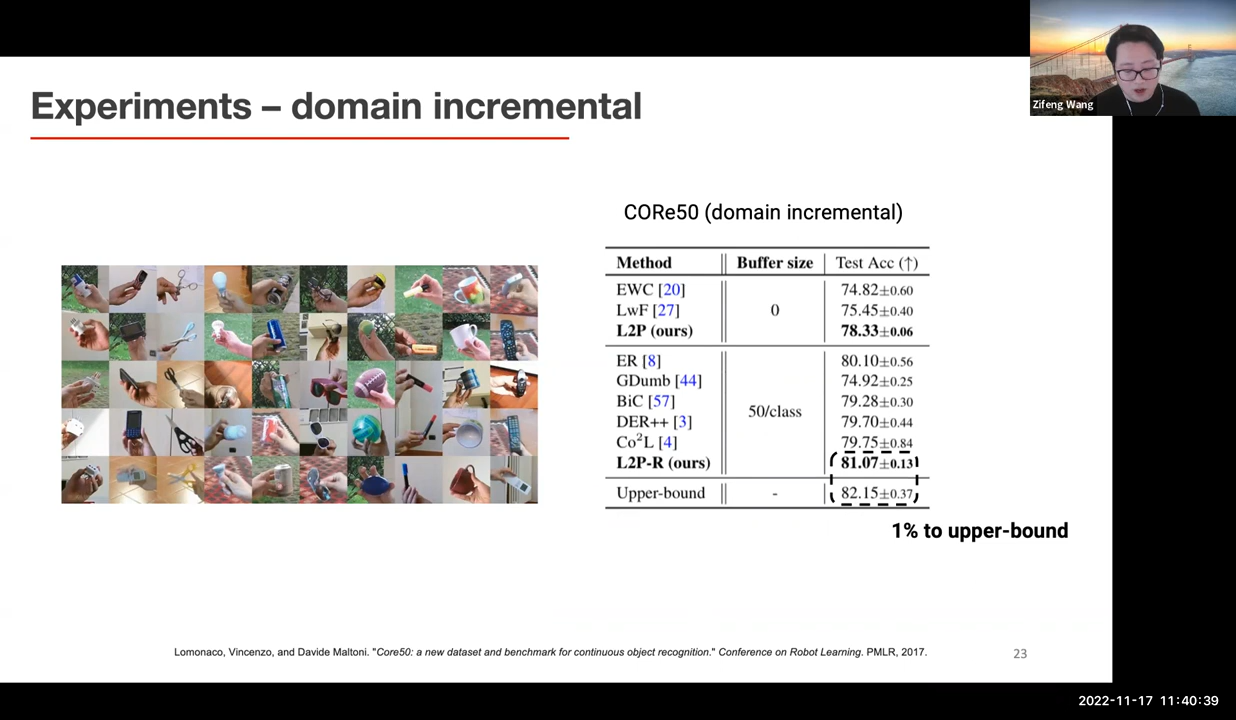 Experiments – domain incremental
Zifeng Wang
CORe50 (domain incremental)
Method Buffer size Test Acc (↑)
EWC [20] 74.82±0.60
LwF [27] 0 75.45±0.40
L2P (ours) 78.33±0.06
ER [8] 80.10±0.56
GDumb [44] 74.92±0.25
BiC [57] 79.28±0.30
50/class
DER++ [3] 79.70±0.44
Co²L [4] 79.75±0.84
L2P-R (ours) 81.07±0.13
Upper-bound - 82.15±0.37
1% to upper-bound
Lomonaco, Vincenzo, and Davide Maltoni. "Core50: a new dataset and benchmark for continuous object recognition." Conference on Robot Learning. PMLR, 2017.
23
2022-11-17 11:40:39